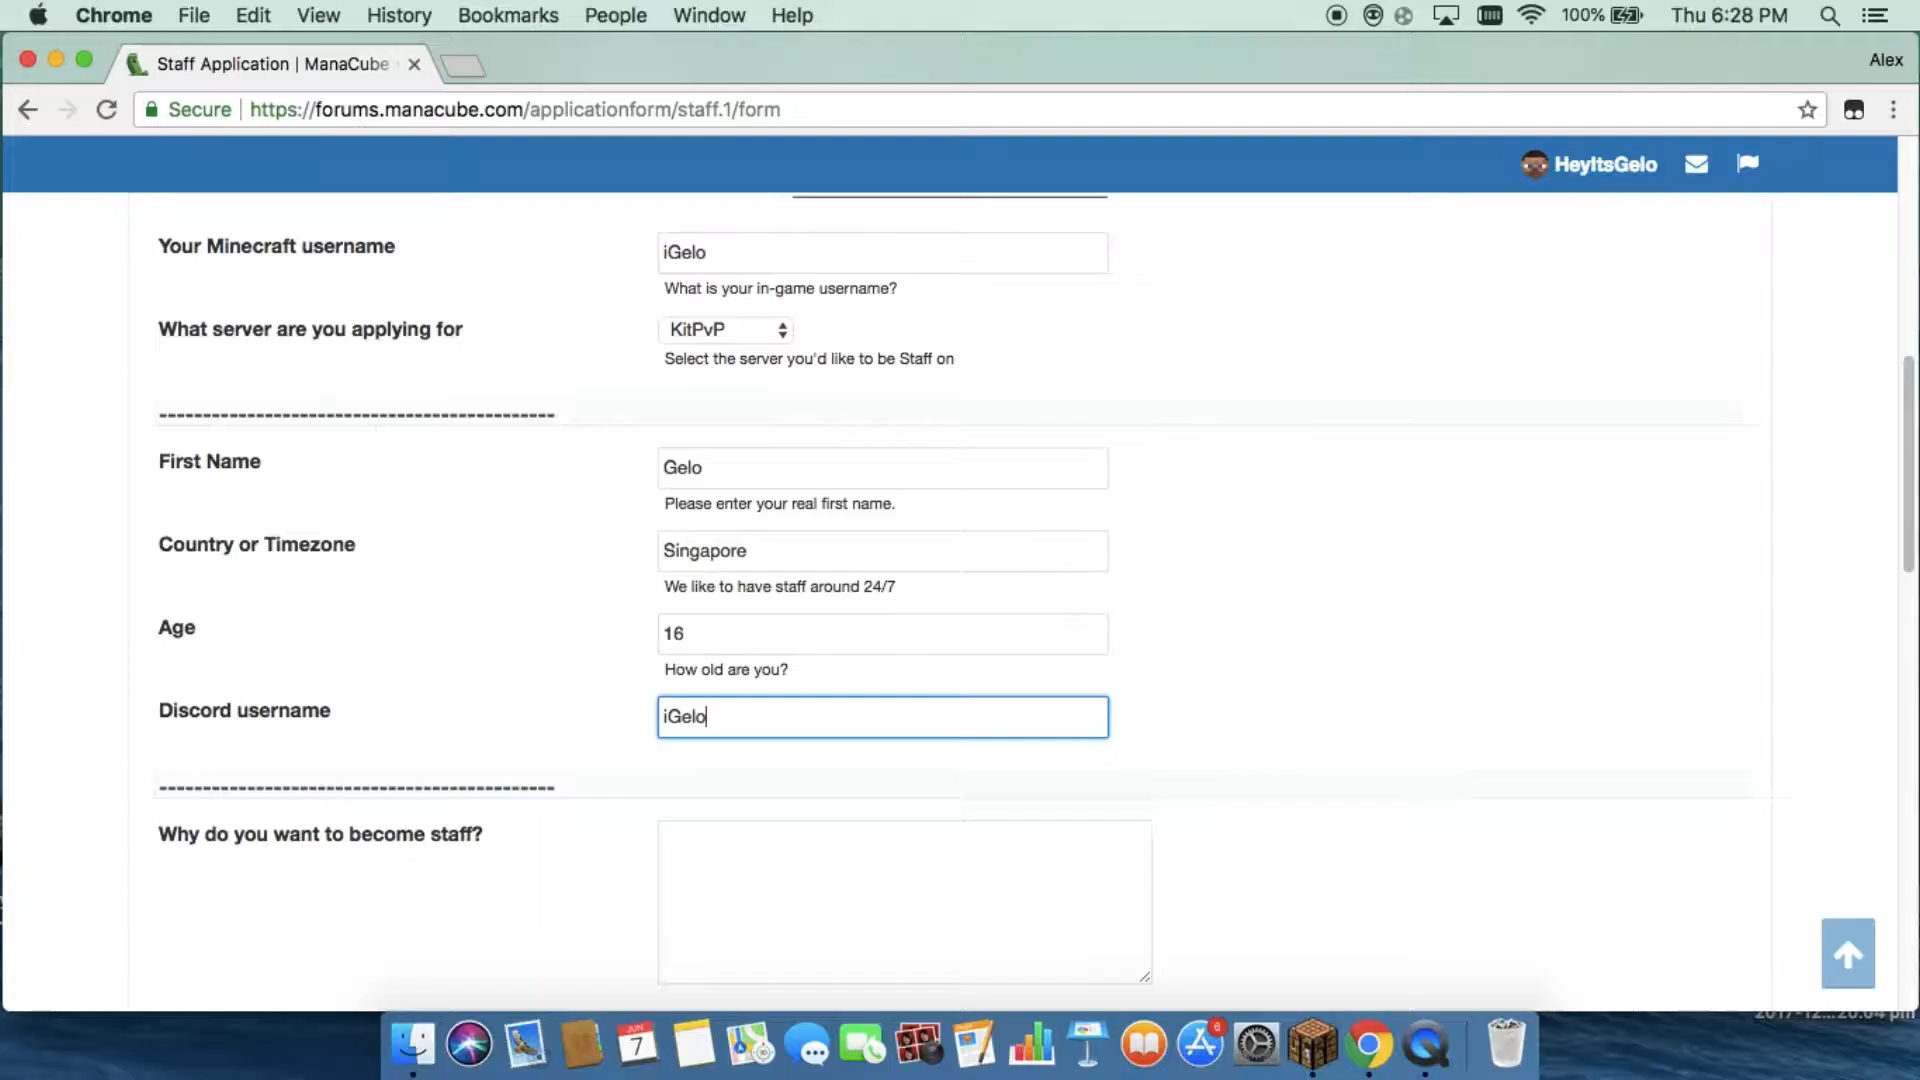 Chrome File Edit View History Bookmarks People Window Help 100% Thu 6:28 PM
Staff Application | ManaCube
Alex
Secure https://forums.manacube.com/applicationform/staff.1/form
HeyItsGelo
Your Minecraft username iGelo
What is your in-game username?
What server are you applying for KitPvP
Select the server you'd like to be Staff on
---------------------------------------------
First Name Gelo
Please enter your real first name.
Country or Timezone Singapore
We like to have staff around 24/7
Age 16
How old are you?
Discord username iGelo
---------------------------------------------
Why do you want to become staff?
JUN
7
6